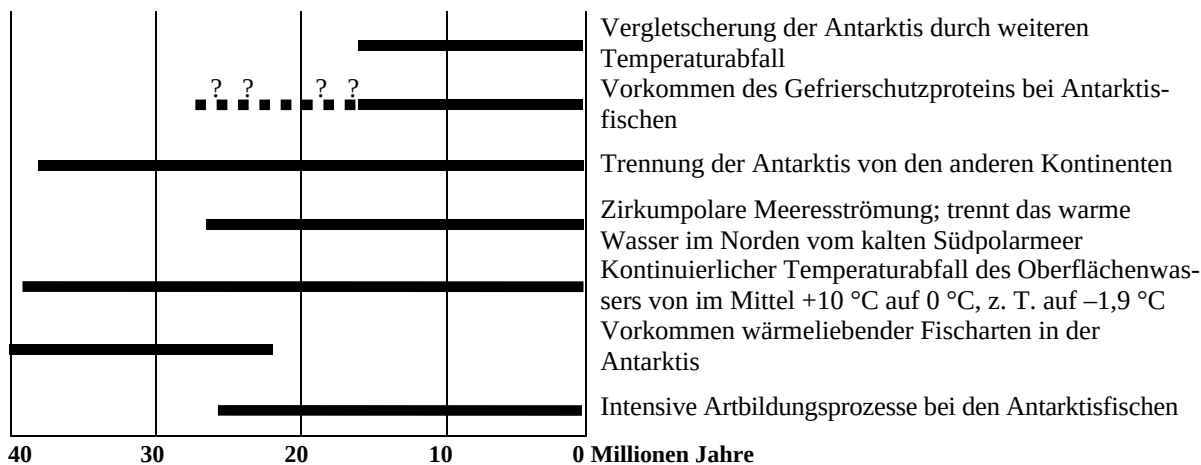 Vergletscherung der Antarktis durch weiteren
Temperaturabfall
? ? ? ?
Vorkommen des Gefrierschutzproteins bei Antarktis-
fischen
Trennung der Antarktis von den anderen Kontinenten
Zirkumpolare Meeresströmung; trennt das warme
Wasser im Norden vom kalten Südpolarmeer
Kontinuierlicher Temperaturabfall des Oberflächenwas-
sers von im Mittel +10 °C auf 0 °C, z. T. auf –1,9 °C
Vorkommen wärmeliebender Fischarten in der
Antarktis
Intensive Artbildungsprozesse bei den Antarktisfischen
40 30 20 10 0 Millionen Jahre